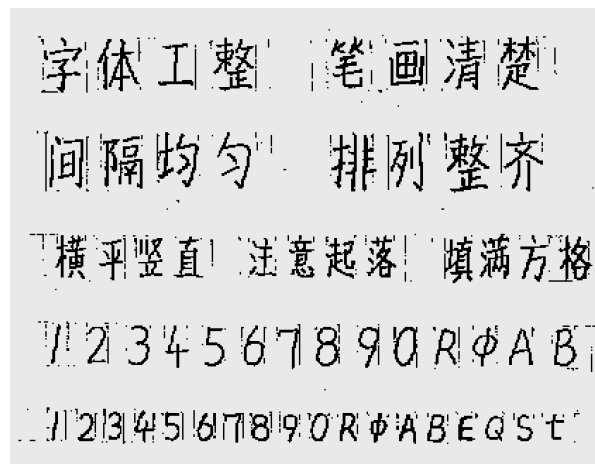 字体工整 笔画清楚
间隔均匀 排列整齐
横平竖直 注意起落 填满方格
1234567890RΦAB
1234567890RΦABEQSt